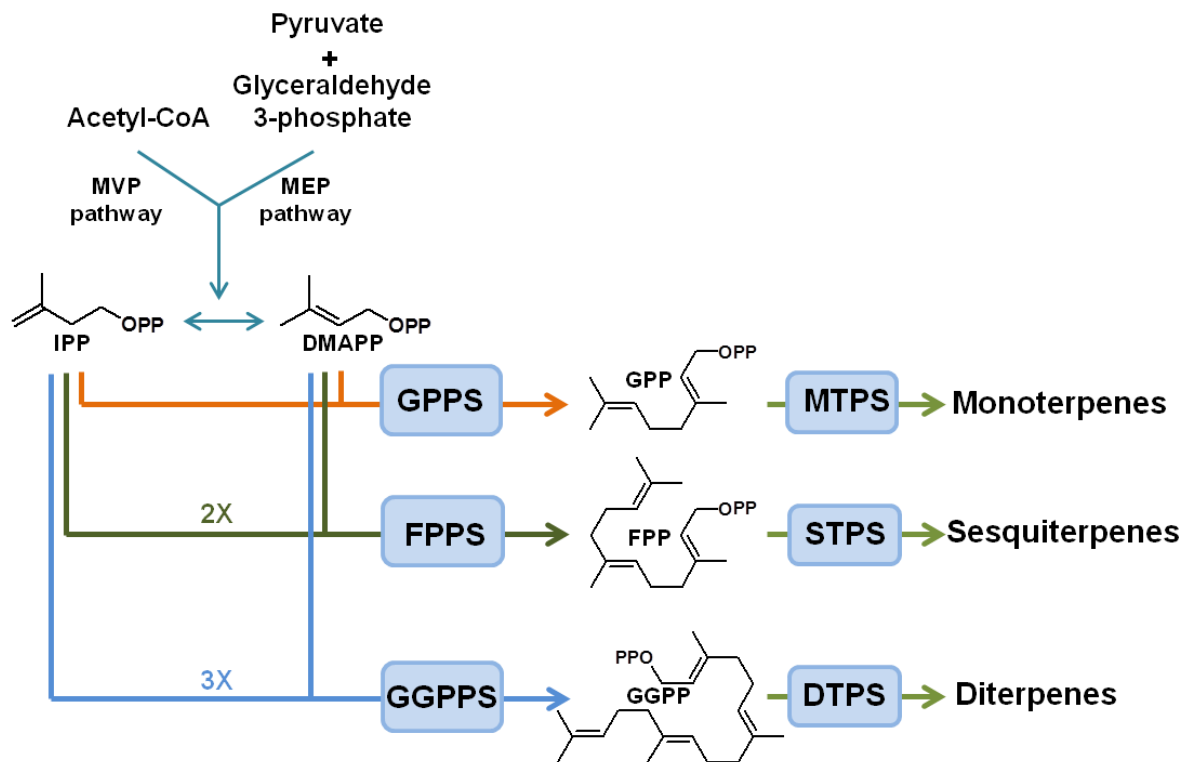 Pyruvate
+
Glyceraldehyde
3-phosphate
Acetyl-CoA
MVP
pathway
MEP
pathway
OPP
IPP
OPP
DMAPP
GPPS
OPP
GPP
MTPS
Monoterpenes
2X
FPPS
OPP
FPP
STPS
Sesquiterpenes
3X
GGPPS
PPO
GGPP
DTPS
Diterpenes